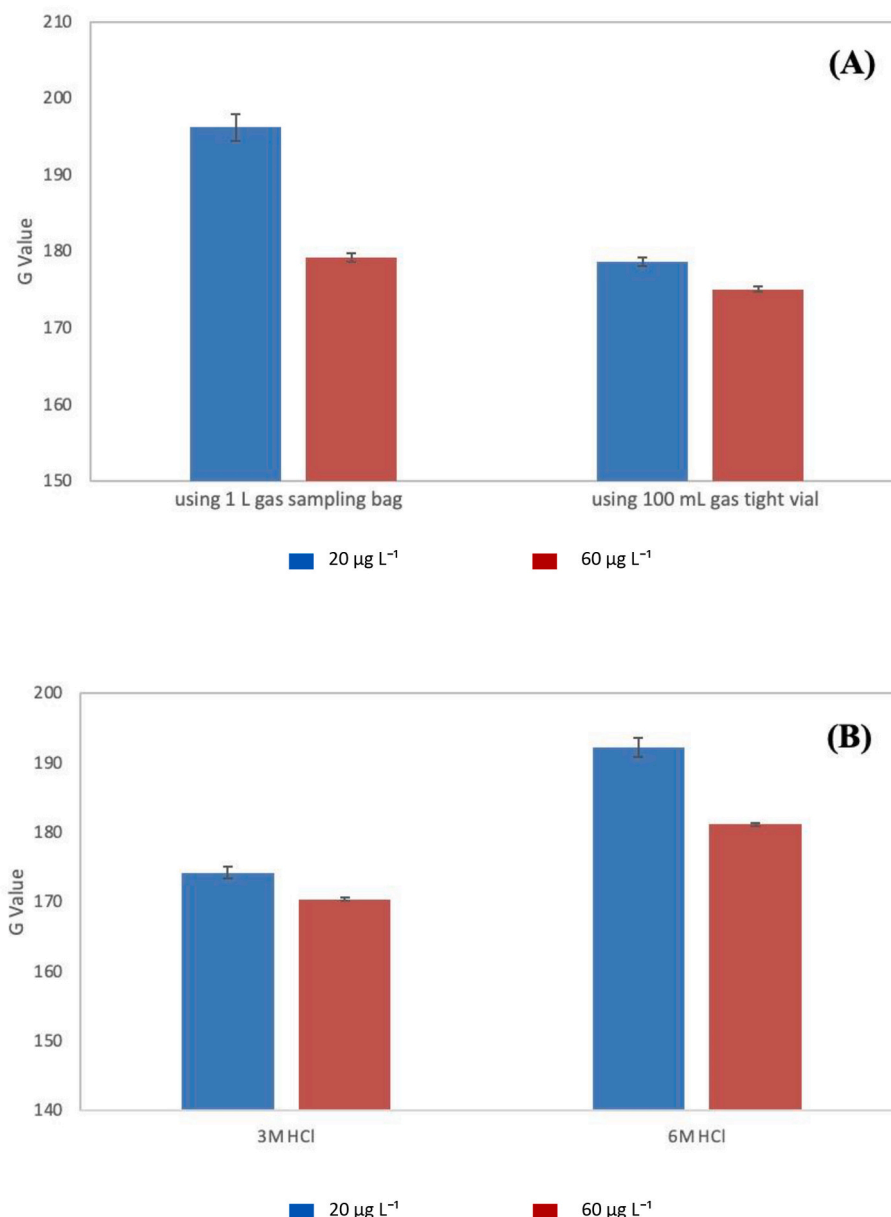 (A)
G Value
210
200
190
180
170
160
150
using 1 L gas sampling bag
using 100 mL gas tight vial
20 µg L⁻¹
60 µg L⁻¹
(B)
G Value
200
190
180
170
160
150
140
3M HCl
6M HCl
20 µg L⁻¹
60 µg L⁻¹